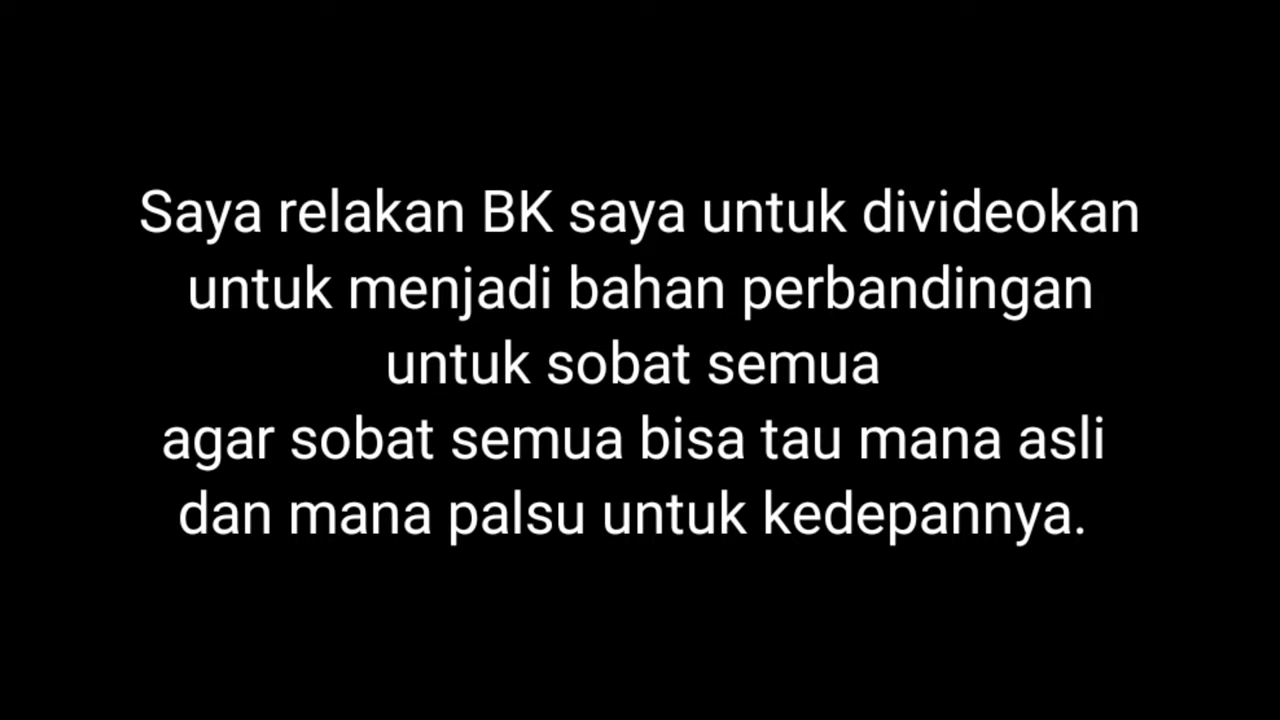 Saya relakan BK saya untuk divideokan
untuk menjadi bahan perbandingan
untuk sobat semua
agar sobat semua bisa tau mana asli
dan mana palsu untuk kedepannya.